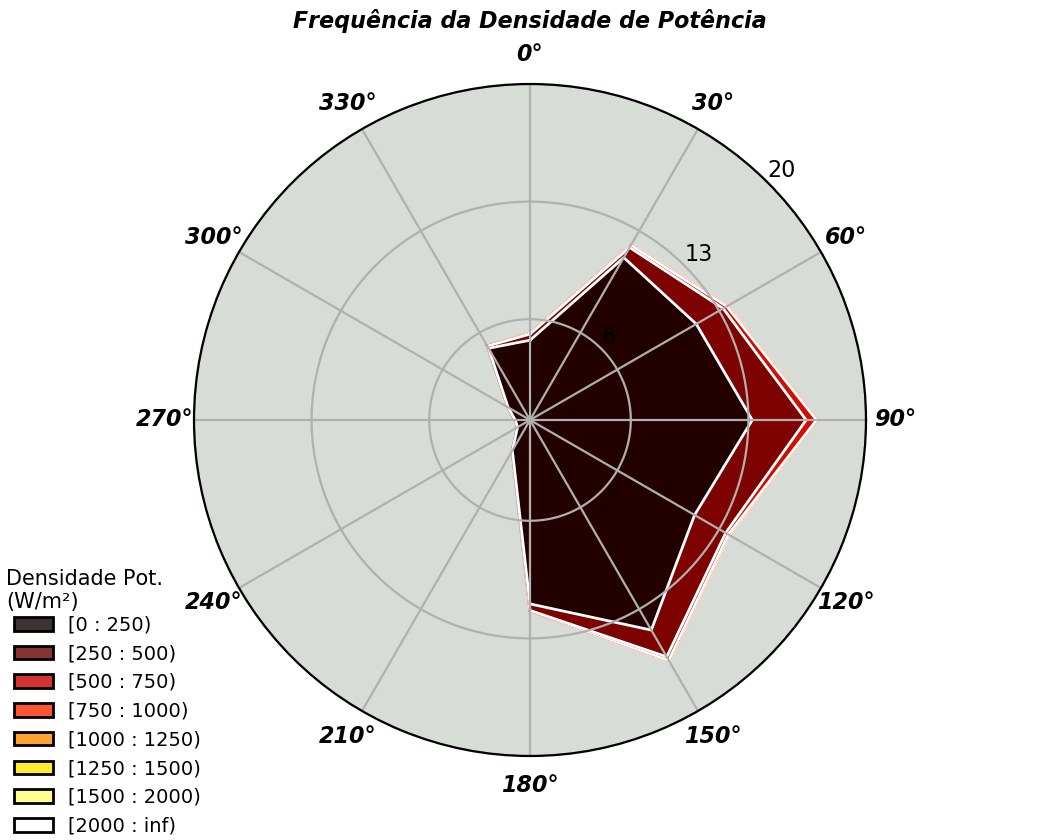 Frequência da Densidade de Potência
0°
330°
30°
20
300°
60°
13
6
270°
90°
240°
120°
210°
150°
180°
Densidade Pot.
(W/m²)
[0 : 250)
[250 : 500)
[500 : 750)
[750 : 1000)
[1000 : 1250)
[1250 : 1500)
[1500 : 2000)
[2000 : inf)